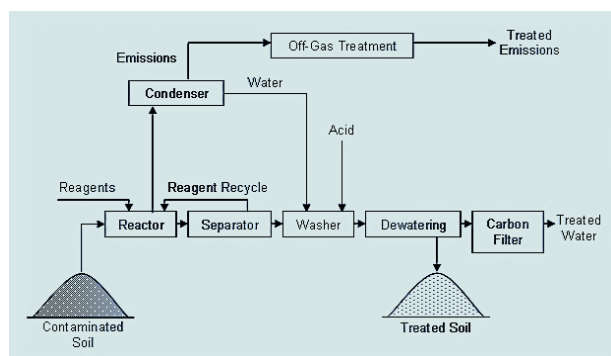 Off-Gas Treatment
Treated
Emissions
Emissions
Condenser
Water
Acid
Reagents
Reagent Recycle
Reactor
Separator
Washer
Dewatering
Carbon
Filter
Treated
Water
Contaminated
Soil
Treated Soil